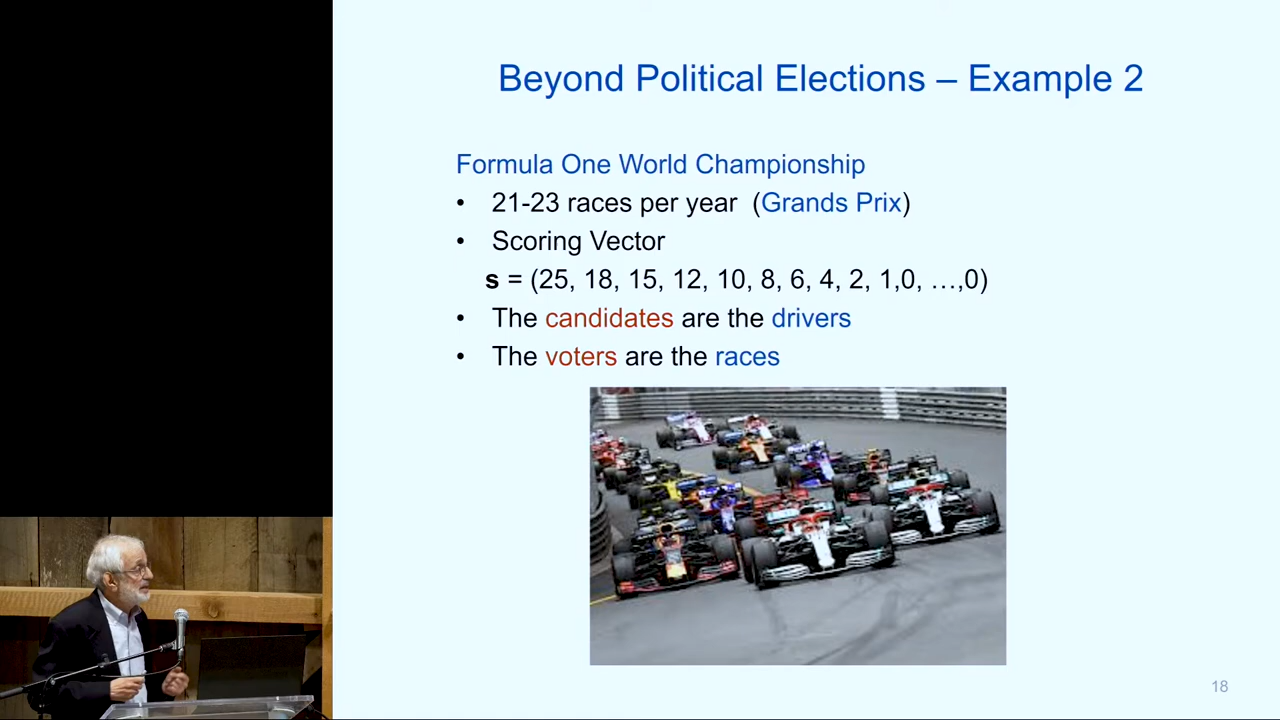 Beyond Political Elections – Example 2
Formula One World Championship
• 21-23 races per year (Grands Prix)
• Scoring Vector
s = (25, 18, 15, 12, 10, 8, 6, 4, 2, 1,0, …,0)
• The candidates are the drivers
• The voters are the races
18